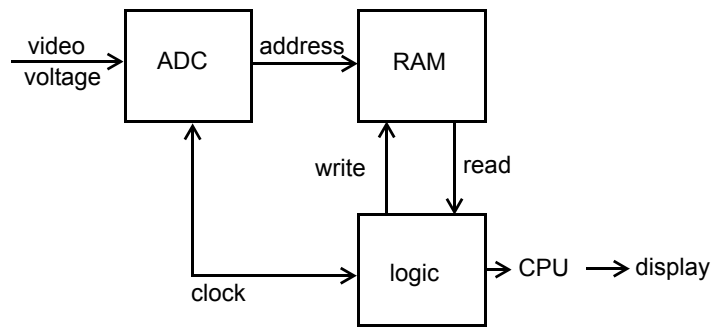 video
voltage
ADC
address
RAM
write
read
clock
logic
CPU
display